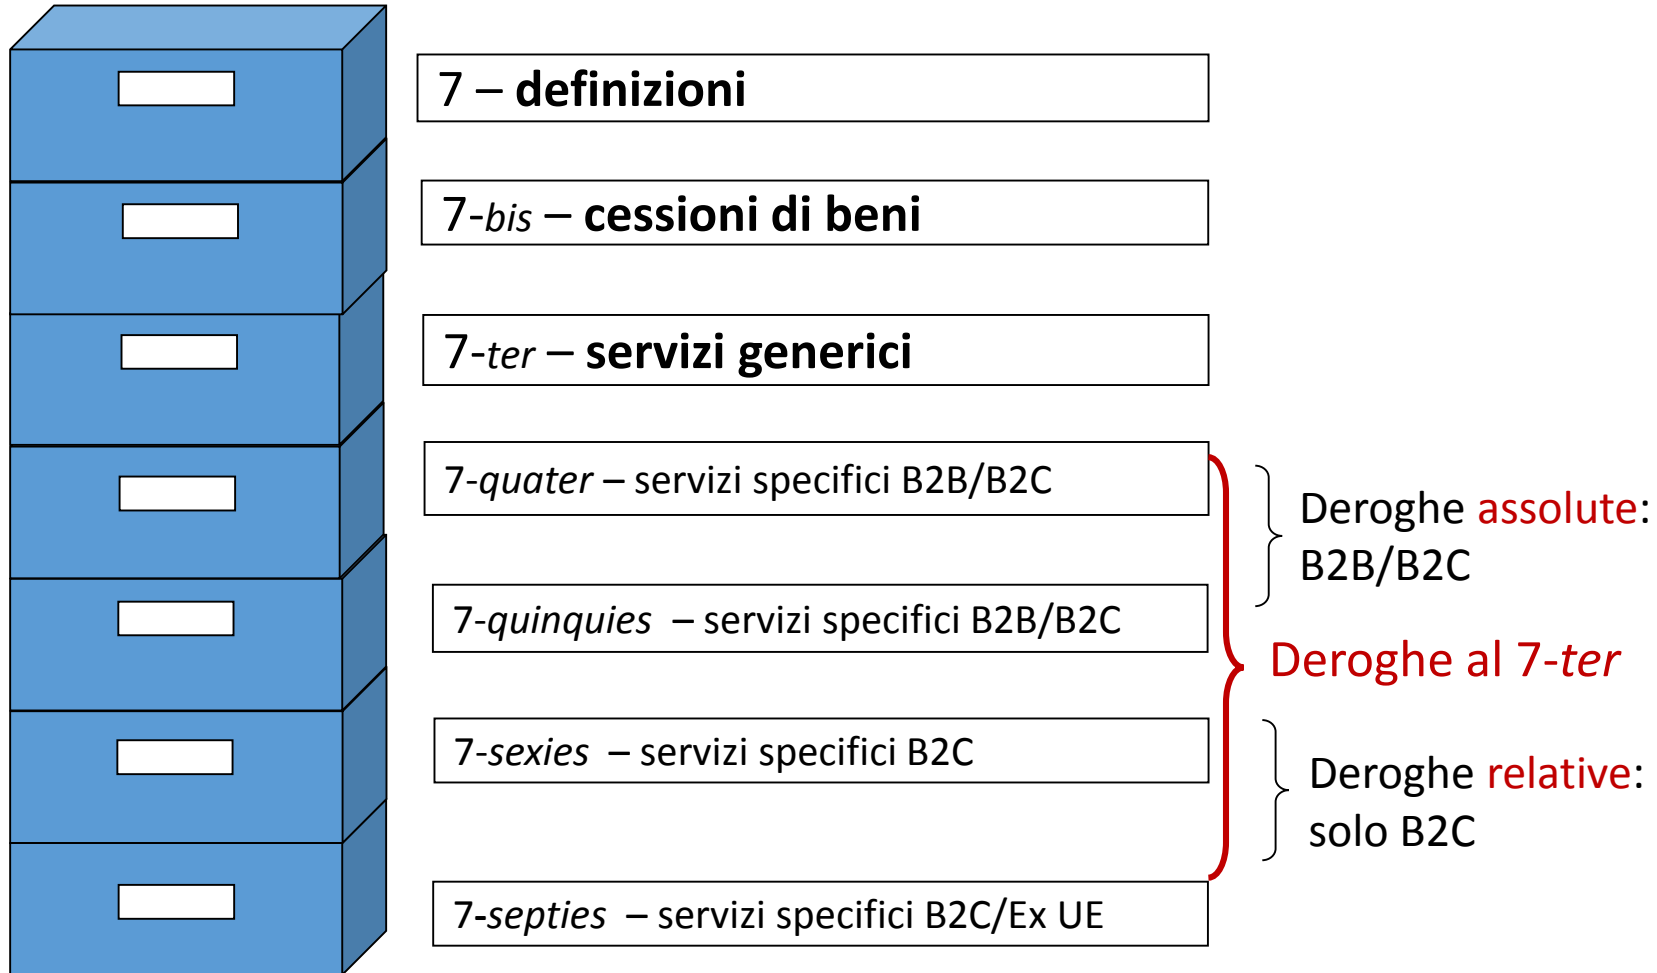 7 – definizioni
7-bis – cessioni di beni
7-ter – servizi generici
7-quater – servizi specifici B2B/B2C
Deroghe assolute:
B2B/B2C
7-quinquies – servizi specifici B2B/B2C
Deroghe al 7-ter
7-sexies – servizi specifici B2C
Deroghe relative:
solo B2C
7-septies – servizi specifici B2C/Ex UE